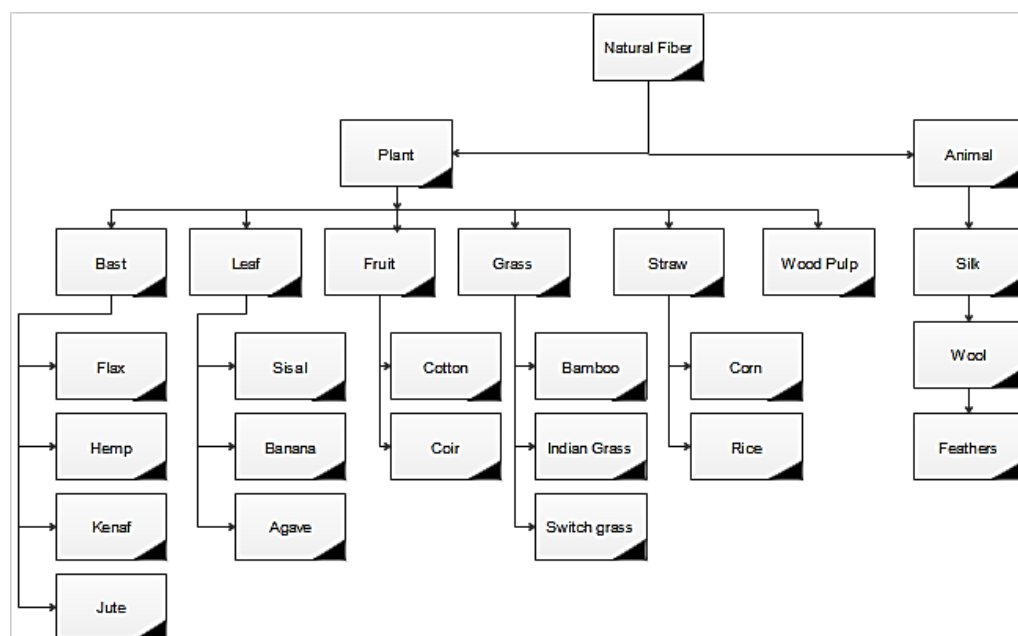 Natural Fiber
Plant
Animal
Bast
Leaf
Fruit
Grass
Straw
Wood Pulp
Silk
Flax
Sisal
Cotton
Bamboo
Corn
Wool
Hemp
Banana
Coir
Indian Grass
Rice
Feathers
Kenaf
Agave
Switch grass
Jute